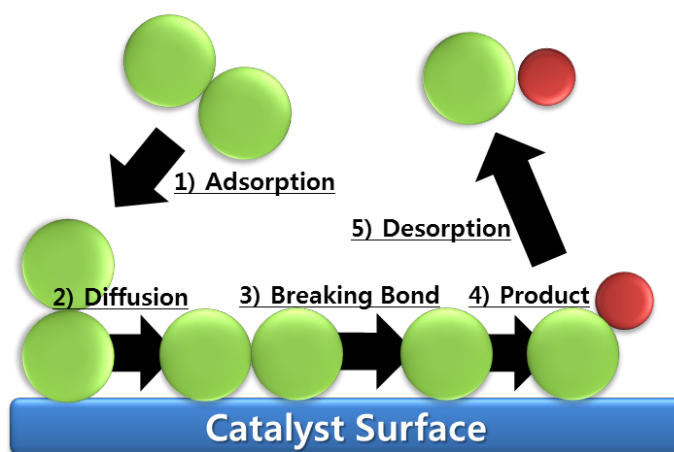 1) Adsorption
5) Desorption
2) Diffusion
3) Breaking Bond
4) Product
Catalyst Surface